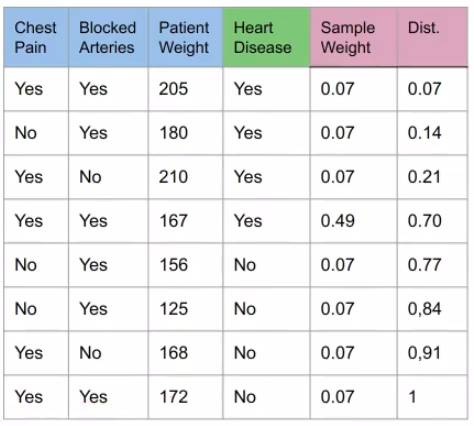 Chest Pain Blocked Arteries Patient Weight Heart Disease Sample Weight Dist.
Yes Yes 205 Yes 0.07 0.07
No Yes 180 Yes 0.07 0.14
Yes No 210 Yes 0.07 0.21
Yes Yes 167 Yes 0.49 0.70
No Yes 156 No 0.07 0.77
No Yes 125 No 0.07 0,84
Yes No 168 No 0.07 0,91
Yes Yes 172 No 0.07 1